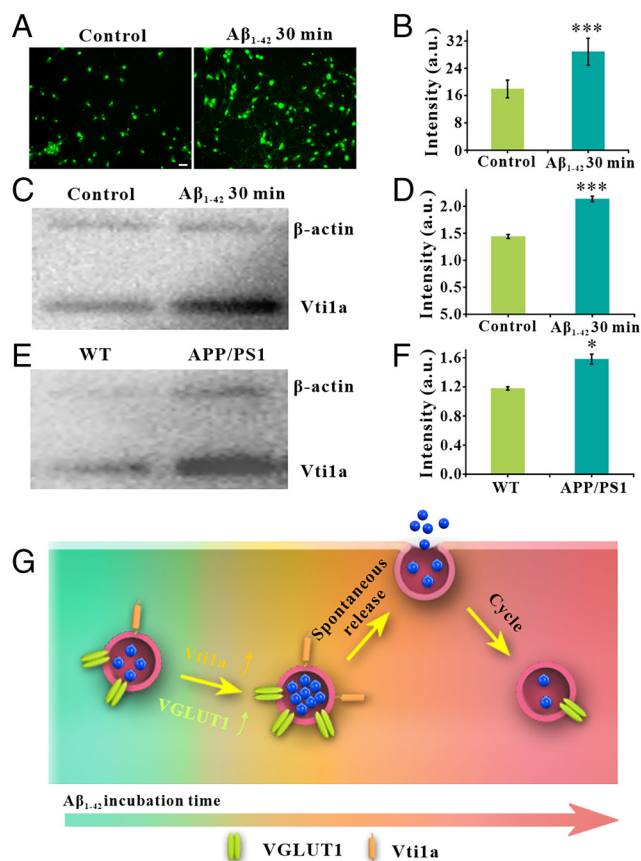 A
Control
Aβ1-42 30 min
B
Intensity (a.u.)
32
24
16
8
0
***
Control
Aβ1-42 30 min
C
Control
Aβ1-42 30 min
β-actin
Vti1a
D
Intensity (a.u.)
2.0
1.5
1.0
5.0
***
Control
Aβ1-42 30 min
E
WT
APP/PS1
β-actin
Vti1a
F
Intensity (a.u.)
1.6
1.2
0.8
0.4
5.0
*
WT
APP/PS1
G
Vti1a
VGLUT1
Spontaneous
release
Cycle
Aβ1-42 incubation time
VGLUT1
Vti1a